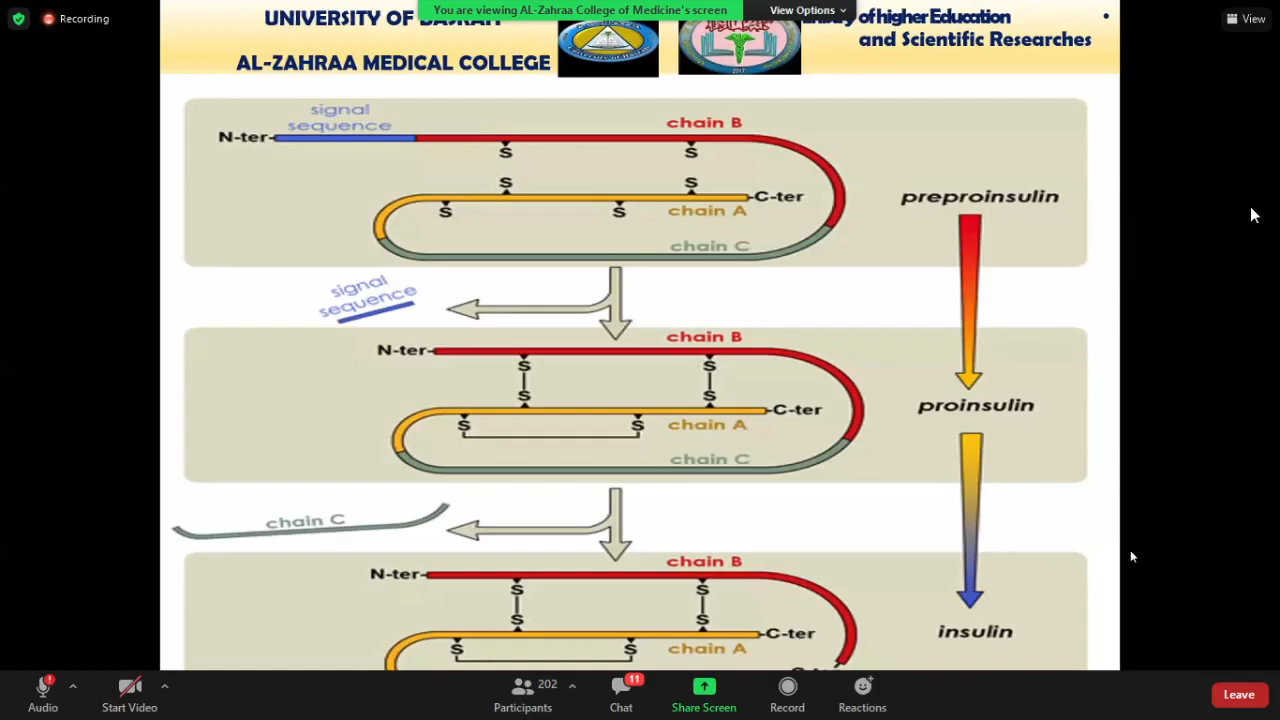 Recording
You are viewing AL-Zahraa College of Medicine's screen
View Options
View
UNIVERSITY OF BASRAH
of higher Education
and Scientific Researches
AL-ZAHRAA MEDICAL COLLEGE
2017
signal
sequence
N-ter
chain B
S S
S S
C-ter
S S
chain A
chain C
preproinsulin
signal
sequence
N-ter
chain B
S S
S S
C-ter
S S
chain A
chain C
proinsulin
chain C
N-ter
chain B
S S
S S
C-ter
S S
chain A
insulin
Audio
Start Video
202
Participants
11
Chat
Share Screen
Record
Reactions
Leave